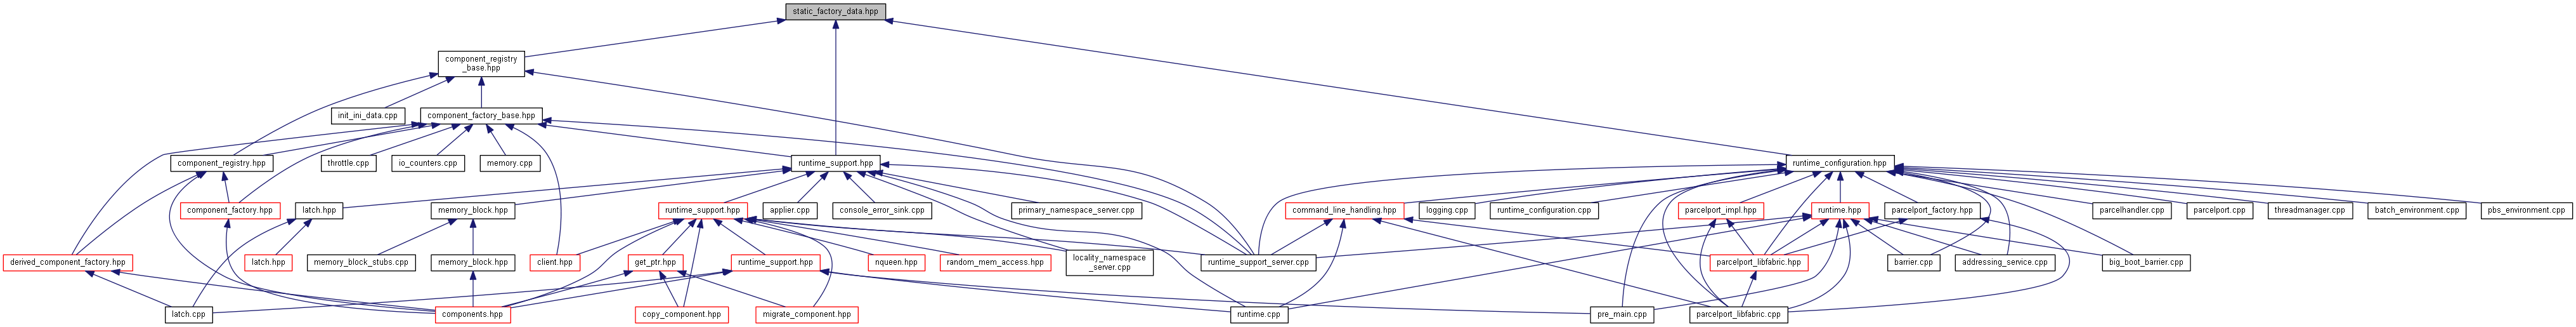 static_factory_data.hpp
component_registry
_base.hpp
init_ini_data.cpp
component_factory_base.hpp
component_registry.hpp
throttle.cpp
io_counters.cpp
memory.cpp
runtime_support.hpp
runtime_configuration.hpp
component_factory.hpp
latch.hpp
memory_block.hpp
runtime_support.hpp
applier.cpp
console_error_sink.cpp
primary_namespace_server.cpp
command_line_handling.hpp
logging.cpp
runtime_configuration.cpp
parcelport_impl.hpp
runtime.hpp
parcelport_factory.hpp
parcelhandler.cpp
parcelport.cpp
threadmanager.cpp
batch_environment.cpp
pbs_environment.cpp
derived_component_factory.hpp
latch.hpp
memory_block_stubs.cpp
memory_block.hpp
client.hpp
get_ptr.hpp
runtime_support.hpp
nqueen.hpp
random_mem_access.hpp
locality_namespace
_server.cpp
runtime_support_server.cpp
parcelport_libfabric.hpp
barrier.cpp
addressing_service.cpp
big_boot_barrier.cpp
latch.cpp
components.hpp
copy_component.hpp
migrate_component.hpp
runtime.cpp
pre_main.cpp
parcelport_libfabric.cpp